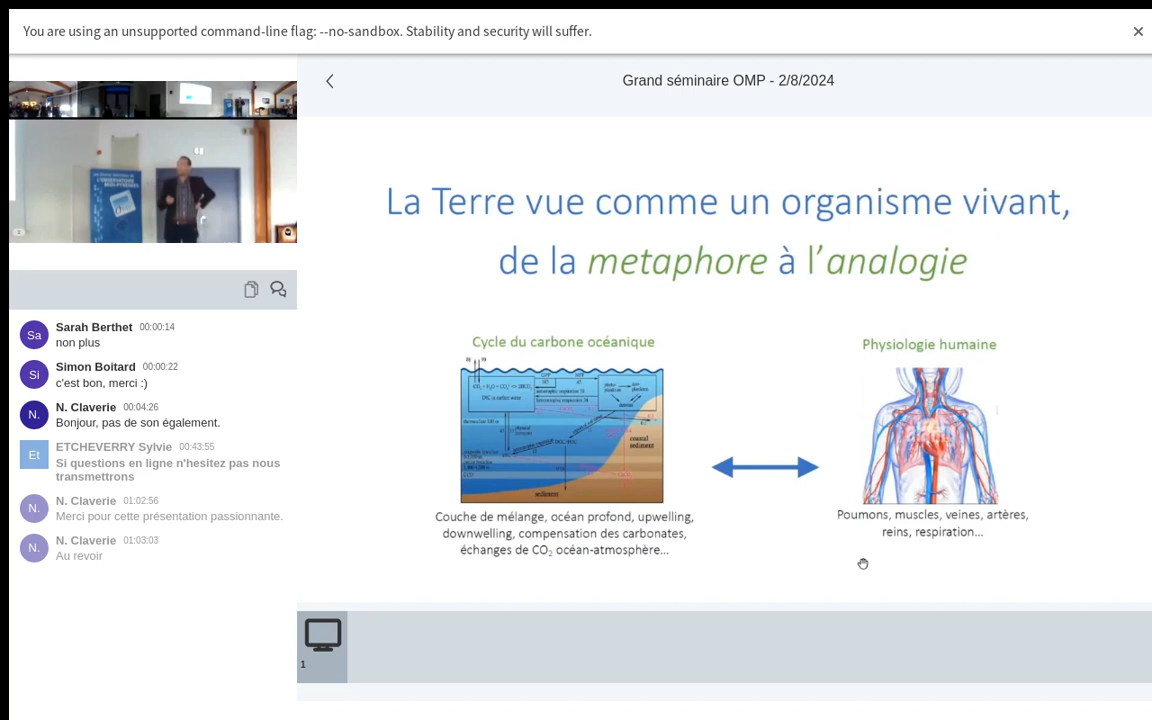 You are using an unsupported command-line flag: --no-sandbox. Stability and security will suffer.
Grand séminaire OMP - 2/8/2024
L'OBSERVATOIRE
MIDI-PYRENEES
Sa
Sarah Berthet 00:00:14
non plus
Si
Simon Boitard 00:00:22
c'est bon, merci :)
N.
N. Claverie 00:04:26
Bonjour, pas de son également.
Et
ETCHEVERRY Sylvie 00:43:55
Si questions en ligne n'hesitez pas nous
transmettrons
N.
N. Claverie 01:02:56
Merci pour cette présentation passionnante.
N.
N. Claverie 01:03:03
Au revoir
La Terre vue comme un organisme vivant,
de la metaphore à l'analogie
Cycle du carbone océanique
coastal
sediment
sediment
Couche de mélange, océan profond, upwelling,
downwelling, compensation des carbonates,
échanges de CO₂ océan-atmosphère...
Physiologie humaine
Poumons, muscles, veines, artères,
reins, respiration...
1